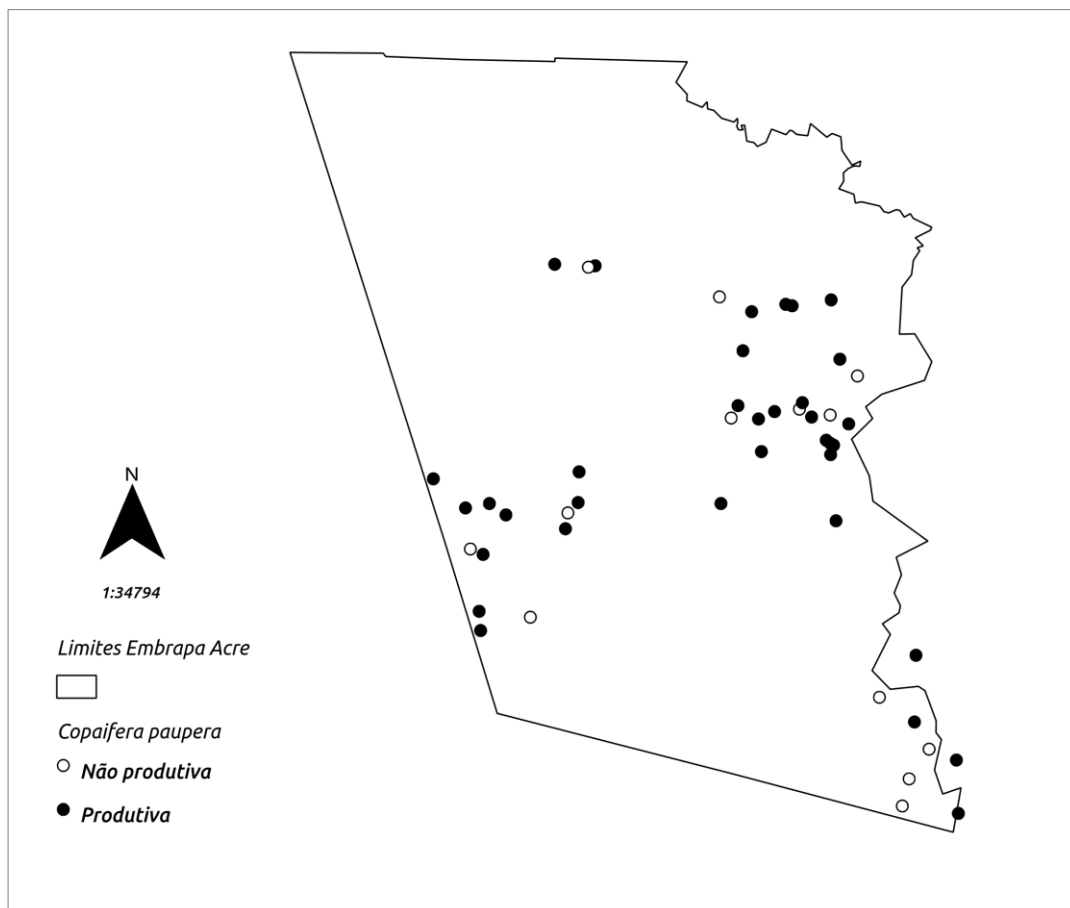 N
1:34794
Limites Embrapa Acre
Copaifera paupera
Não produtiva
Produtiva